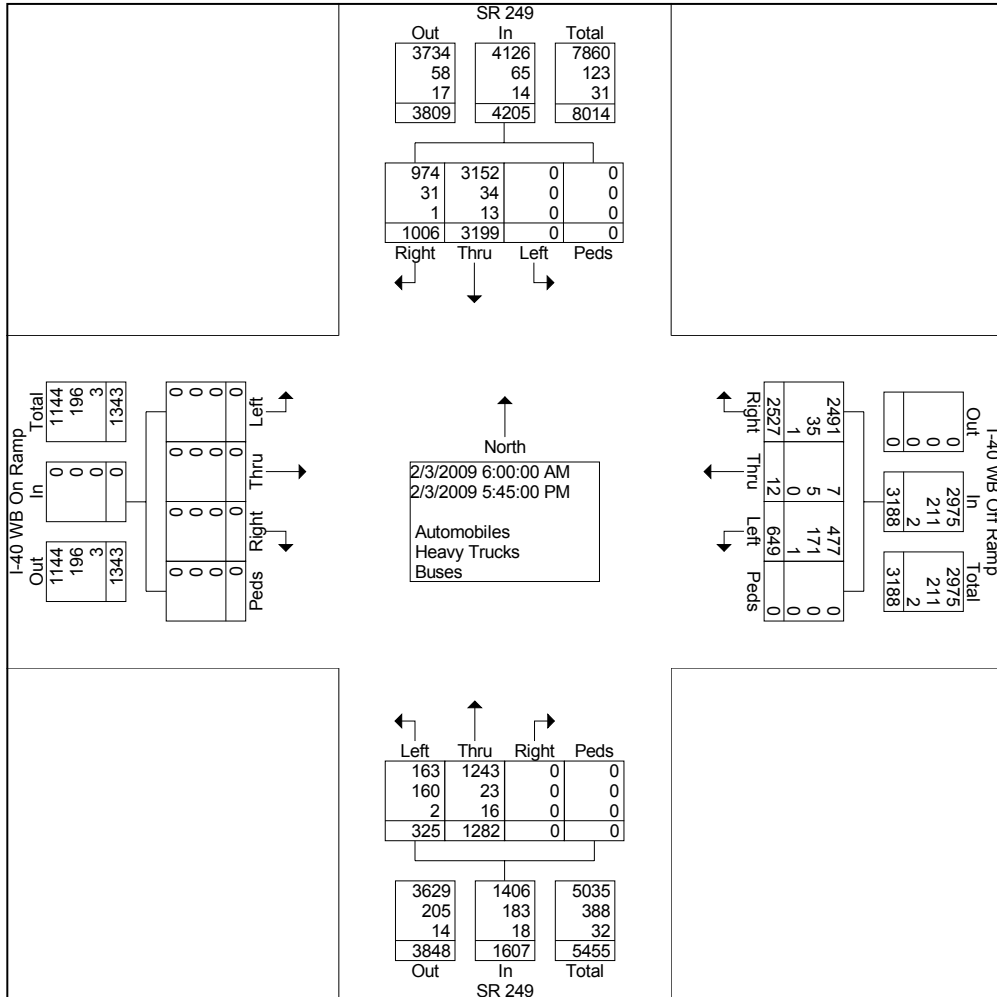 SR 249
Out In Total
3734 4126 7860
58 65 123
17 14 31
3809 4205 8014
974 3152 0 0
31 34 0 0
1 13 0 0
1006 3199 0 0
Right Thru Left Peds
I-40 WB On Ramp
Out In Total
1144 0 1144
196 0 196
3 0 3
1343 0 1343
0 0 0 0
0 0 0 0
0 0 0 0
0 0 0 0
Peds Right Thru Left
North
2/3/2009 6:00:00 AM
2/3/2009 5:45:00 PM
Automobiles
Heavy Trucks
Buses
I-40 WB Off Ramp
Out In Total
0 2975 2975
0 211 211
0 2 2
0 3188 3188
2491 7 477 0
35 5 171 0
1 0 1 0
2527 12 649 0
Right Thru Left Peds
Left Thru Right Peds
163 1243 0 0
160 23 0 0
2 16 0 0
325 1282 0 0
3629 1406 5035
205 183 388
14 18 32
3848 1607 5455
Out In Total
SR 249